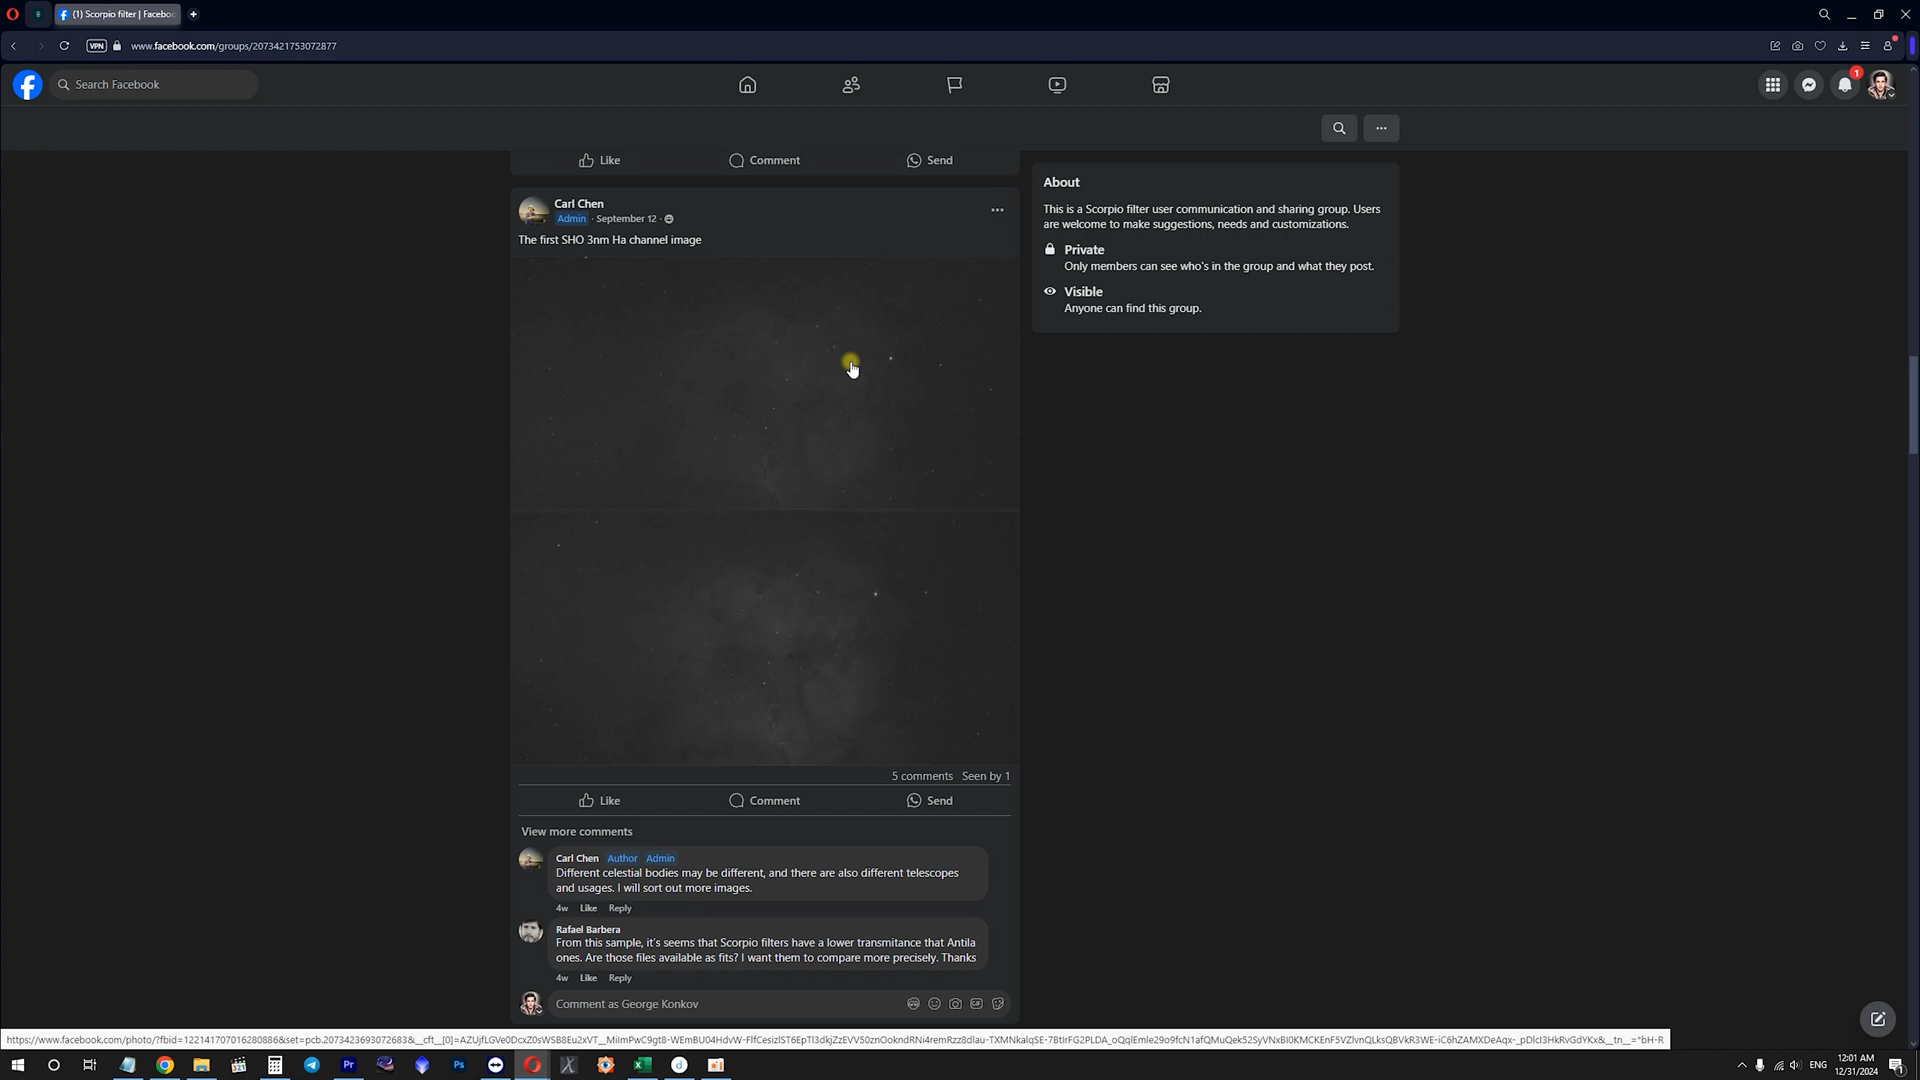 (1) Scorpio filter | Faceboo
VPN
www.facebook.com/groups/2073421753072877
Search Facebook
1
Like
Comment
Send
Carl Chen
Admin · September 12 ·
The first SHO 3nm Ha channel image
5 comments Seen by 1
Like
Comment
Send
View more comments
Carl Chen Author Admin
Different celestial bodies may be different, and there are also different telescopes
and usages. I will sort out more images.
4w Like Reply
Rafael Barbera
From this sample, it's seems that Scorpio filters have a lower transmitance that Antila
ones. Are those files available as fits? I want them to compare more precisely. Thanks
4w Like Reply
Comment as George Konkov
GIF
About
This is a Scorpio filter user communication and sharing group. Users
are welcome to make suggestions, needs and customizations.
Private
Only members can see who's in the group and what they post.
Visible
Anyone can find this group.
321
Pr
Ps
ENG
12:01 AM
12/31/2024